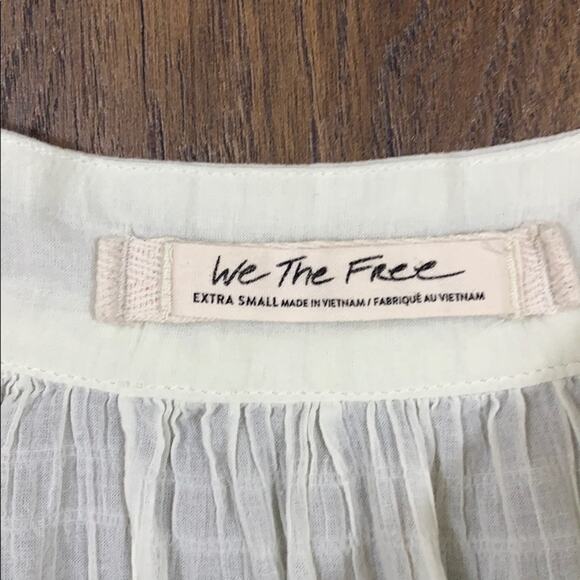 We The Free
EXTRA SMALL MADE IN VIETNAM / FABRIQUÉ AU VIETNAM